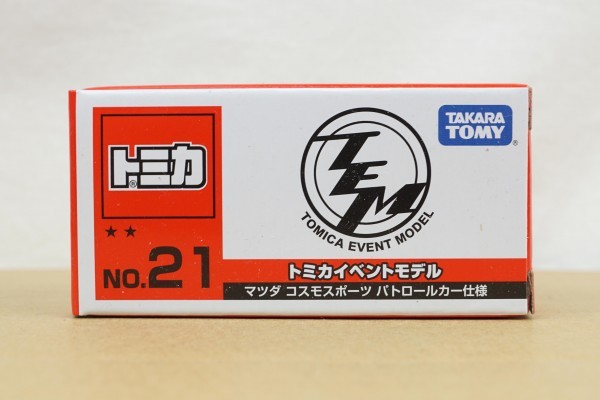 トミカ®
★★
NO.21
TEM
TOMICA EVENT MODEL
TAKARA
TOMY®
トミカイベントモデル
マツダ コスモスポーツ パトロールカー仕様